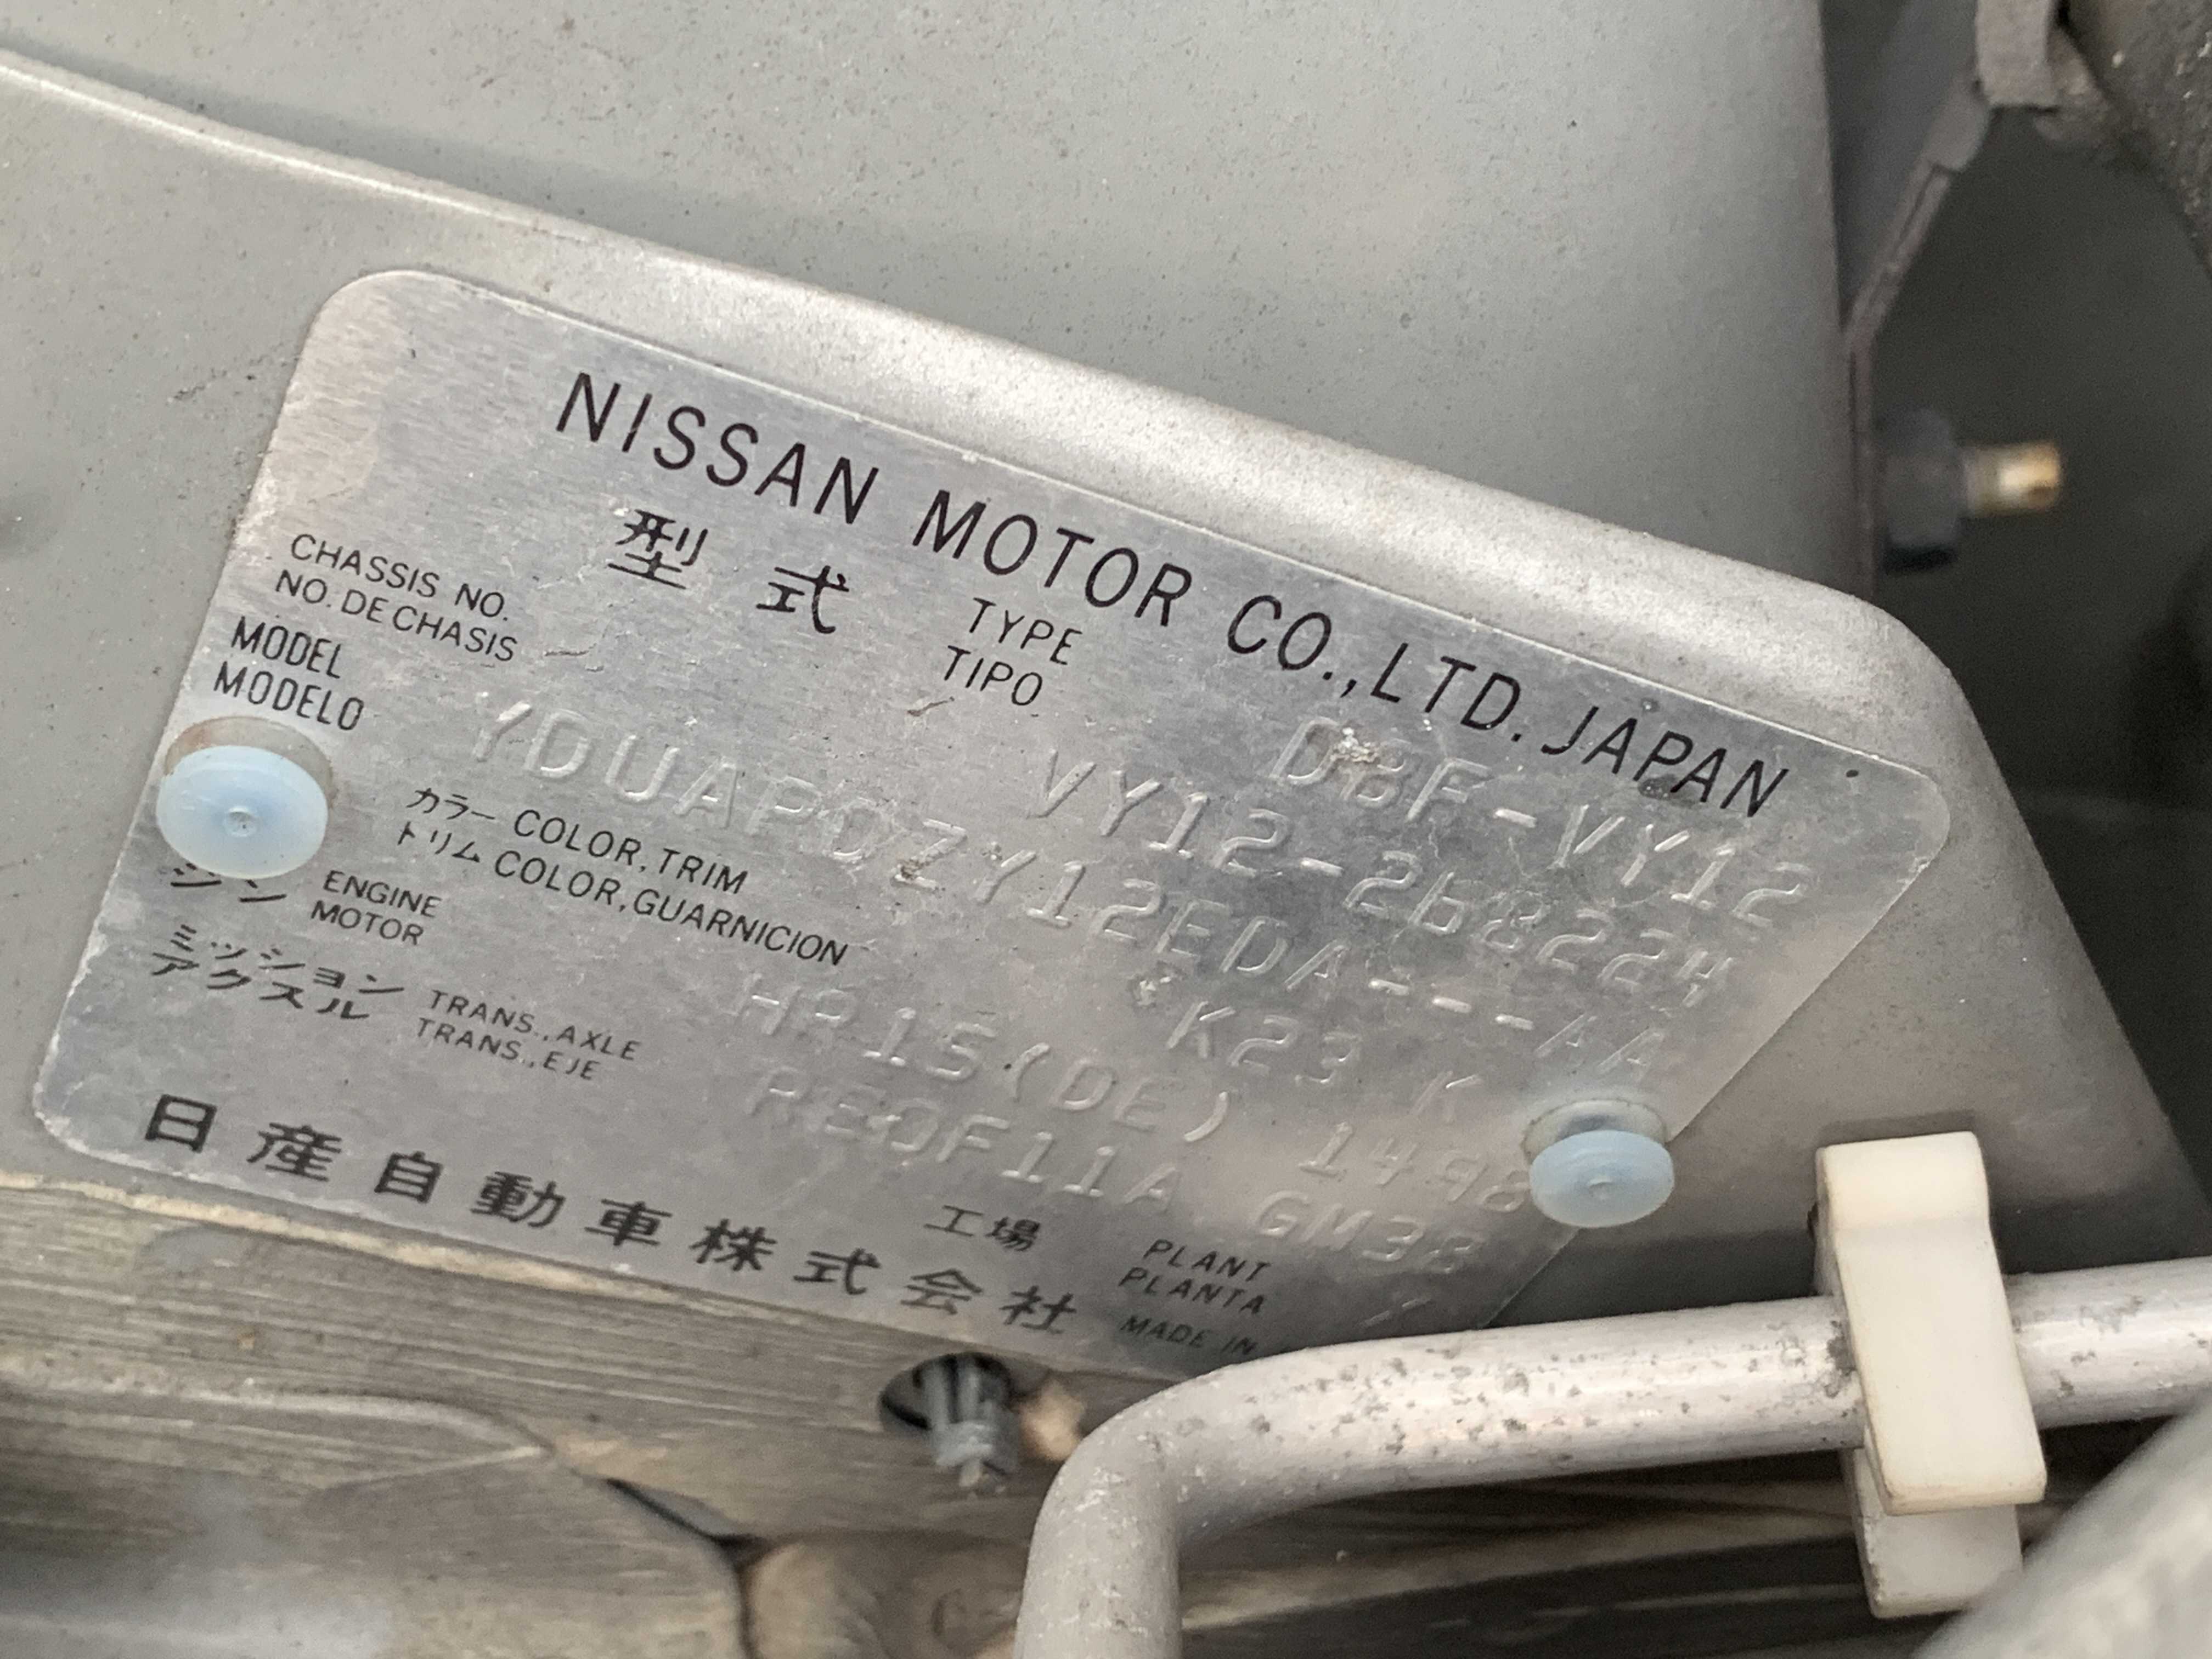 NISSAN MOTOR CO.,LTD. JAPAN
型式 TYPE TIPO DBF-VY12
CHASSIS NO. NO. DE CHASIS VY12-268224
MODEL MODELO YDUARDZY12EDA---AA
カラー COLOR,TRIM
トリム COLOR,GUARNICION *K23 K
ジン ENGINE MOTOR HR15(DE) 1498
ミッション アクスル TRANS.,AXLE TRANS.,EJE RE0F11A GM38
工場 PLANT PLANTA
日産自動車株式会社 MADE IN